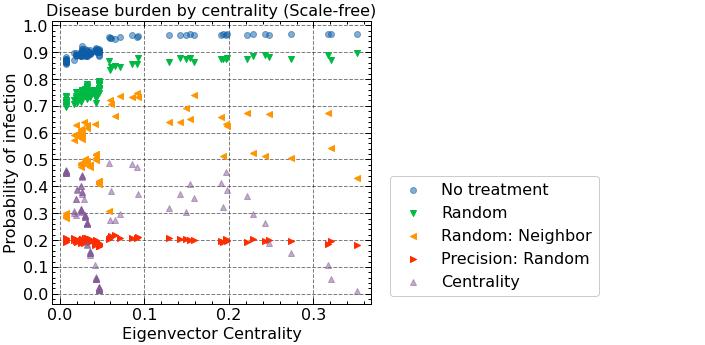 Disease burden by centrality (Scale-free)
1.0
0.9
0.8
0.7
0.6
0.5
0.4
0.3
0.2
0.1
0.0
Probability of infection
0.0 0.1 0.2 0.3
Eigenvector Centrality
No treatment
Random
Random: Neighbor
Precision: Random
Centrality